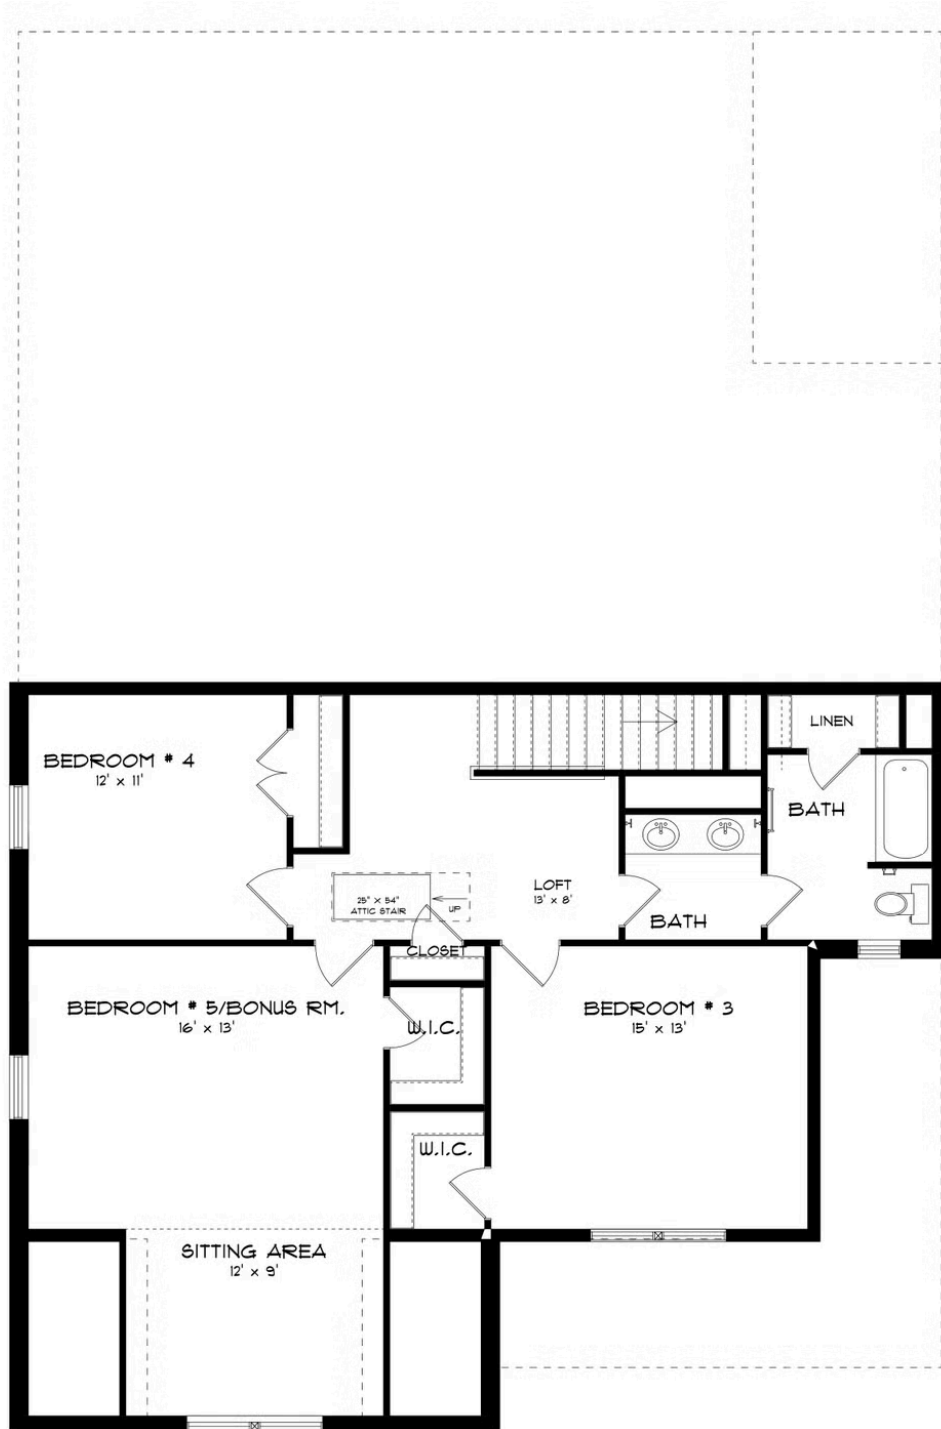 LINEN
BEDROOM # 4
12' x 11'
BATH
LOFT
13' x 8'
25" x 54"
ATTIC STAIR
UP
BATH
CLOSET
BEDROOM # 5/BONUS RM.
16' x 13'
W.I.C.
BEDROOM # 3
15' x 13'
W.I.C.
SITTING AREA
12' x 9'